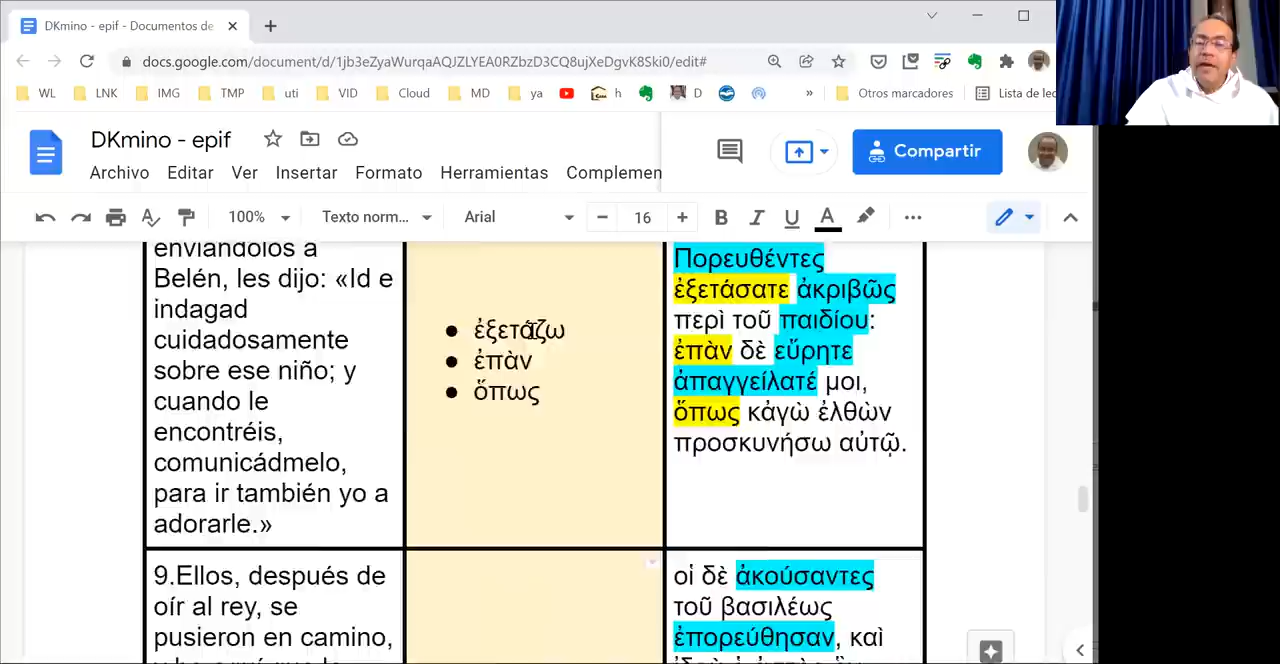 DKmino - epif - Documentos de
docs.google.com/document/d/1jb3eZyaWurqaAQJZLYEA0RZbzD3CQ8ujXeDgvK8Ski0/edit#
WL LNK IMG TMP uti VID Cloud MD ya h D » Otros marcadores Lista de lec
DKmino - epif
Compartir
Archivo Editar Ver Insertar Formato Herramientas Complemen
100% Texto norm... Arial 16 B I U A
enviándolos a
Belén, les dijo: «Id e
indagad
cuidadosamente
sobre ese niño; y
cuando le
encontréis,
comunicádmelo,
para ir también yo a
adorarle.»
● ἐξετάζω
● ἐπὰν
● ὅπως
Πορευθέντες
ἐξετάσατε ἀκριβῶς
περὶ τοῦ παιδίου:
ἐπὰν δὲ εὕρητε
ἀπαγγείλατέ μοι,
ὅπως κἀγὼ ἐλθὼν
προσκυνήσω αὐτῷ.
9.Ellos, después de
oír al rey, se
pusieron en camino,
οἱ δὲ ἀκούσαντες
τοῦ βασιλέως
ἐπορεύθησαν, καὶ